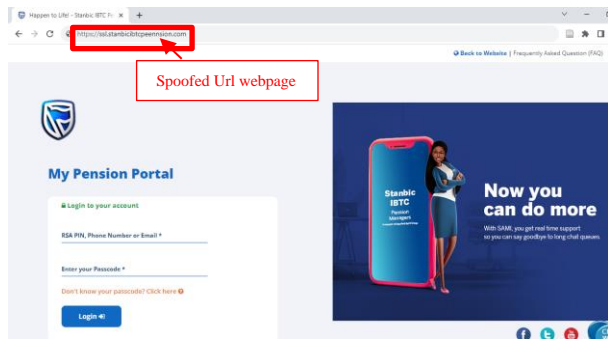 Happen to Life! - Stanbic IBTC Pe
https://ssl.stanbicibtcpeennsion.com
Back to Website | Frequently Asked Question (FAQ)
Spoofed Url webpage
My Pension Portal
Login to your account
RSA PIN, Phone Number or Email *
Enter your Passcode *
Don't know your passcode? Click here
Login
Stanbic
IBTC
Pension
Managers
Now you
can do more
With SAMI, you get real time support
so you can say goodbye to long chat queues